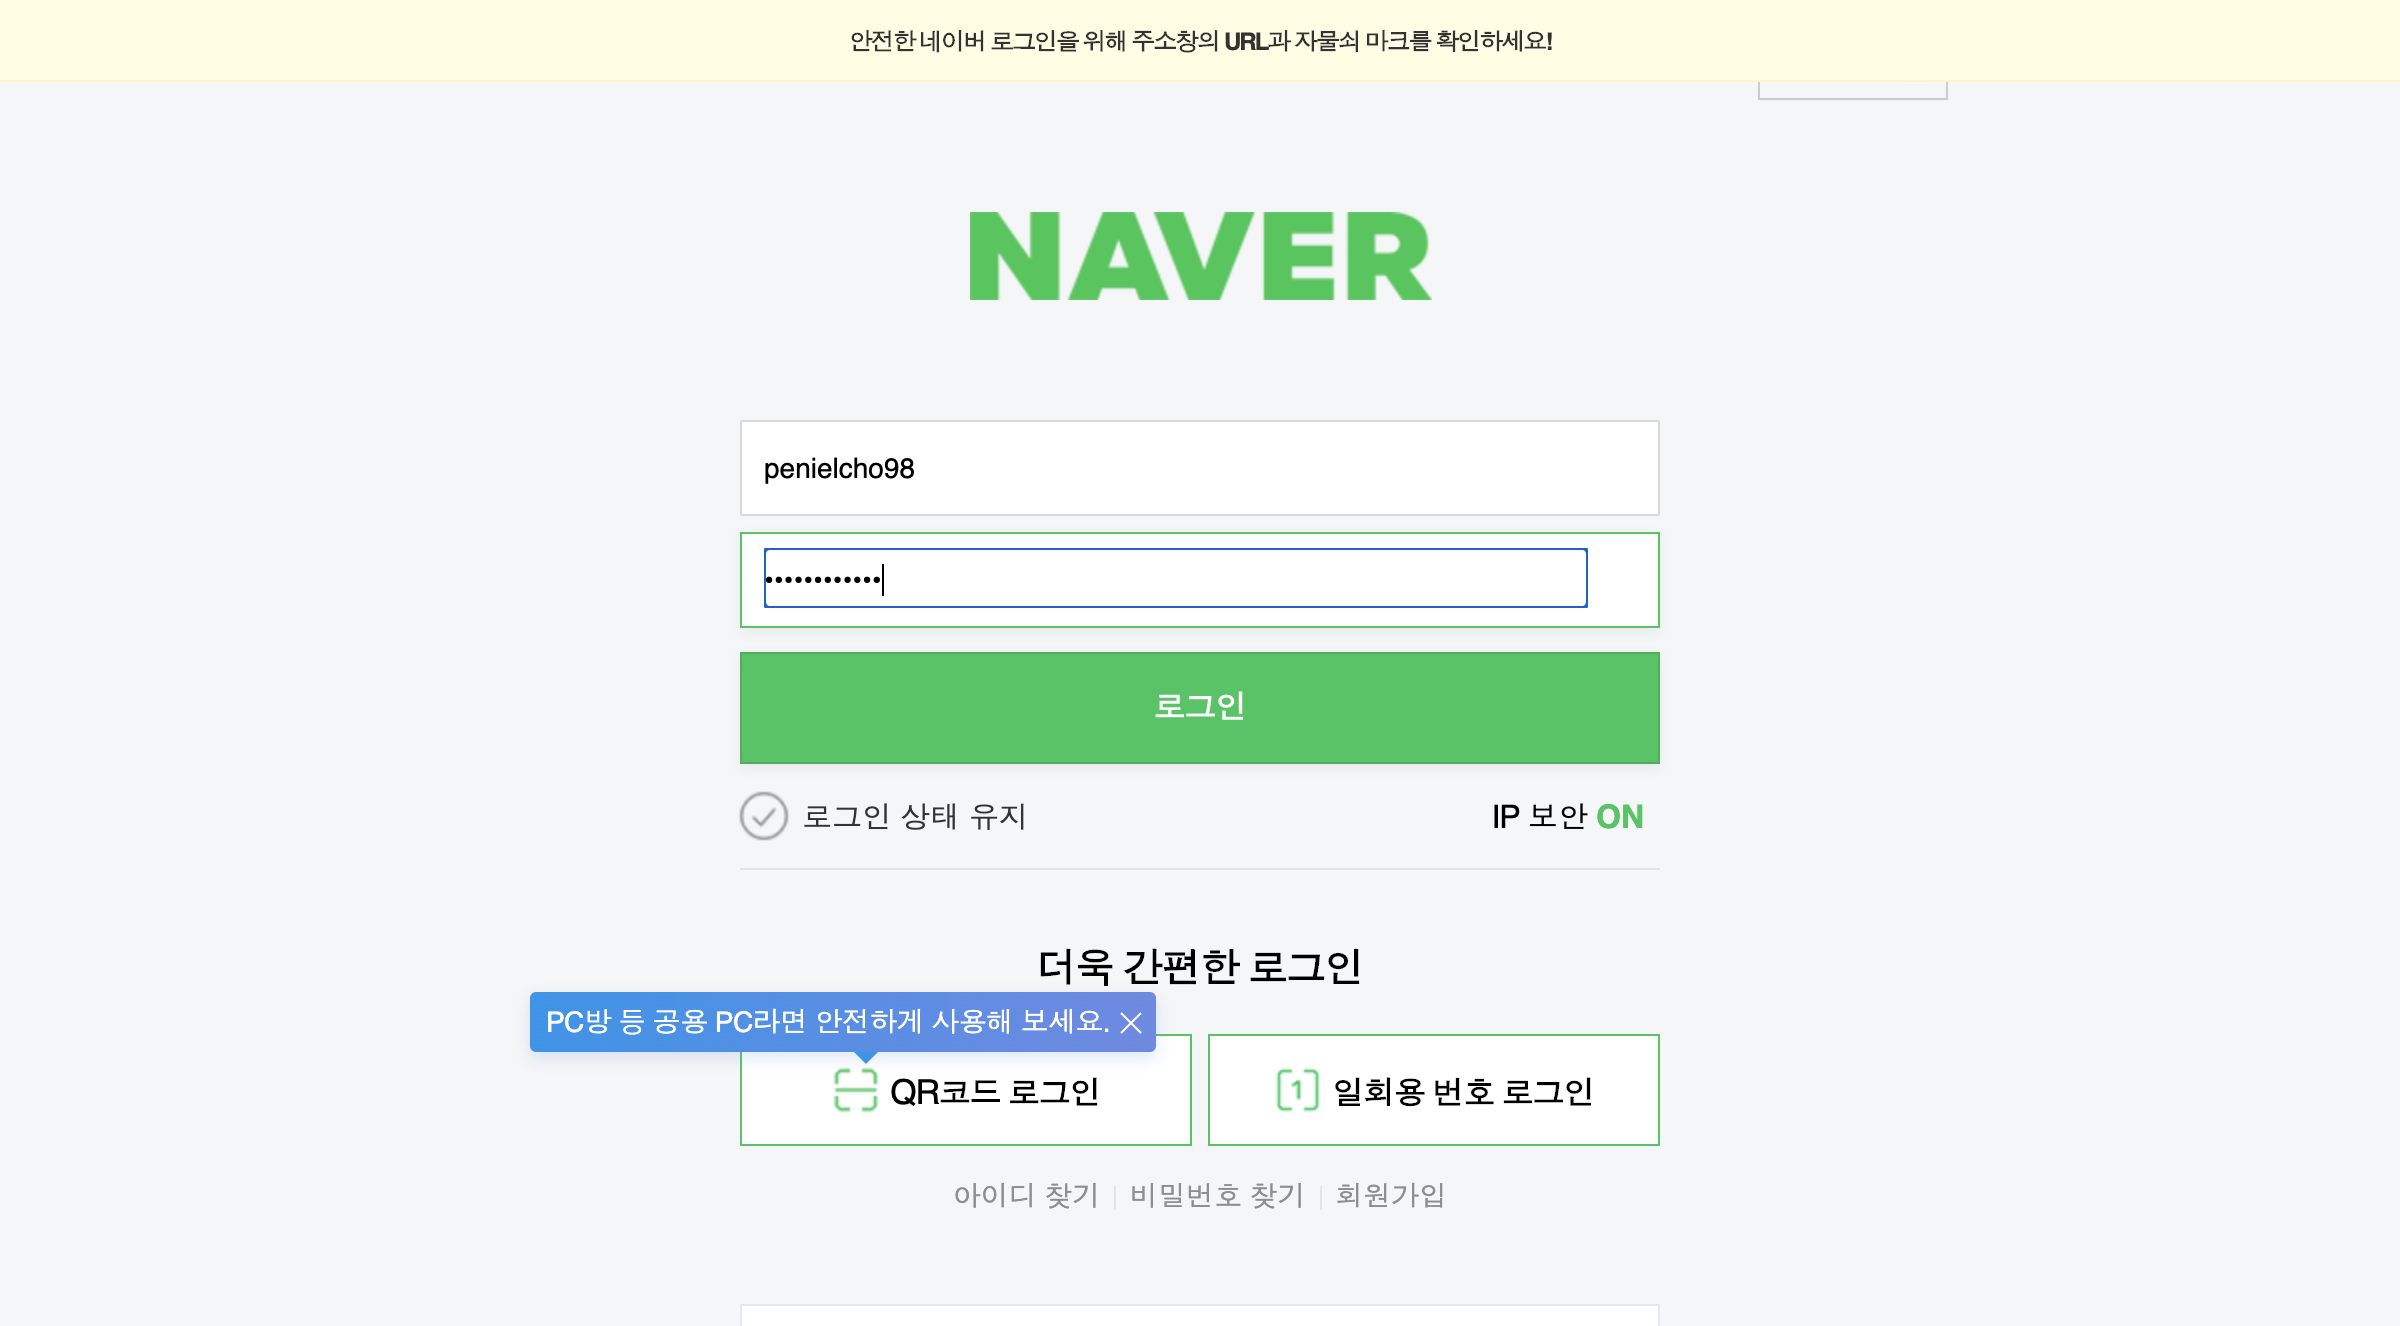 안전한 네이버 로그인을 위해 주소창의 URL과 자물쇠 마크를 확인하세요!
NAVER
penielcho98
••••••••••••
로그인
로그인 상태 유지
IP 보안 ON
더욱 간편한 로그인
PC방 등 공용 PC라면 안전하게 사용해 보세요.
QR코드 로그인
1 일회용 번호 로그인
아이디 찾기 | 비밀번호 찾기 | 회원가입